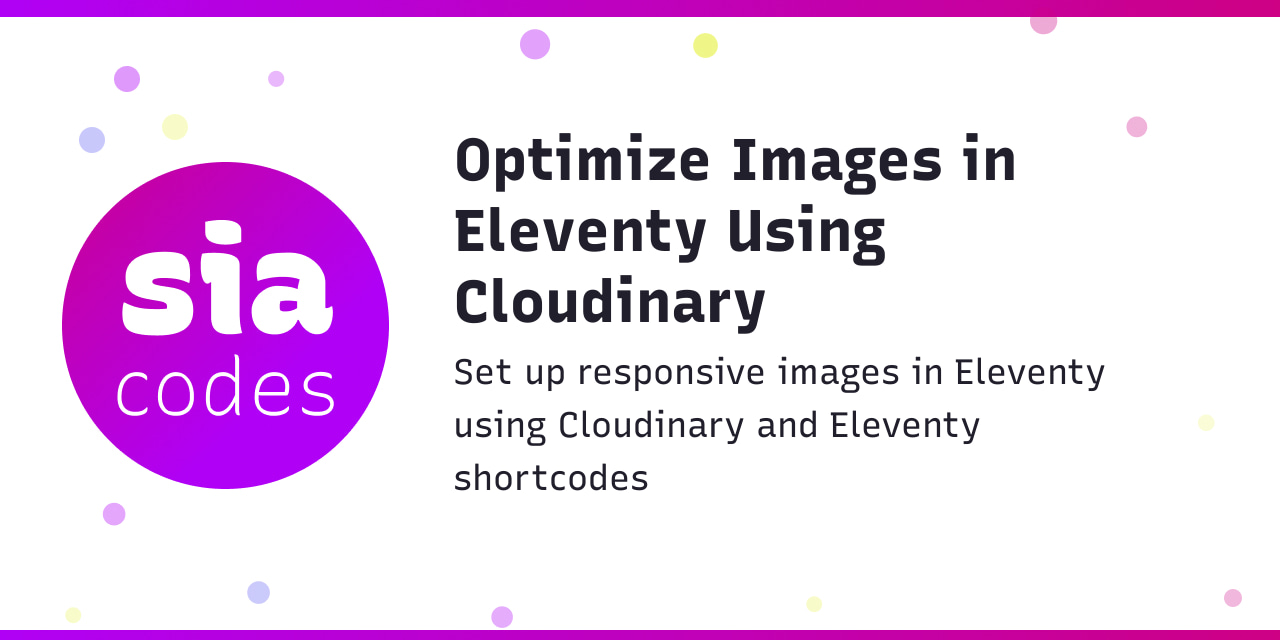 sia
codes
Optimize Images in
Eleventy Using
Cloudinary
Set up responsive images in Eleventy
using Cloudinary and Eleventy
shortcodes